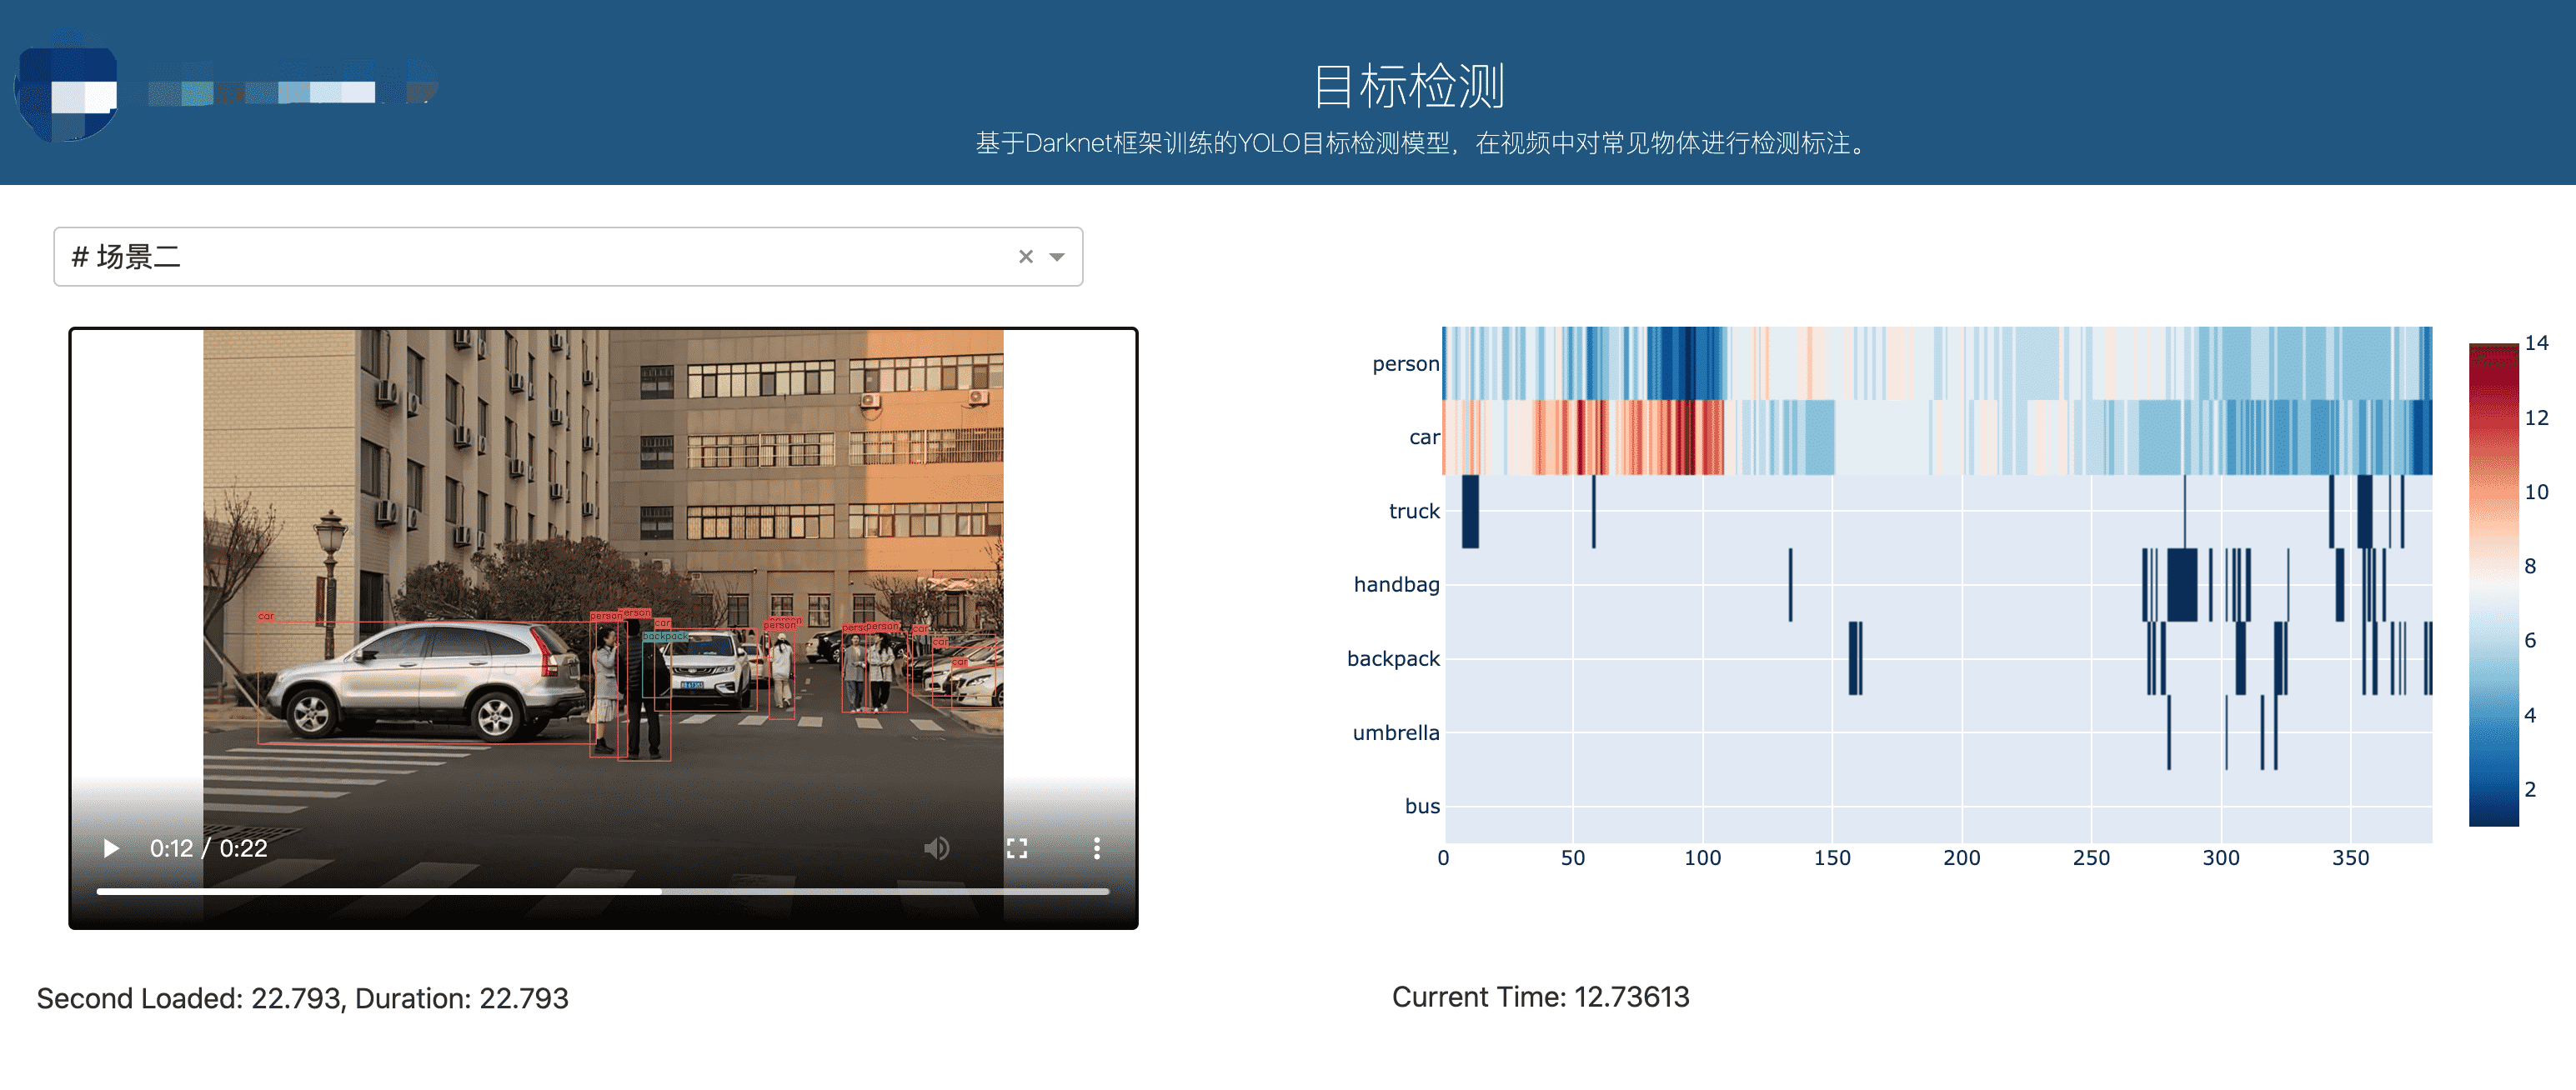 目标检测
基于Darknet框架训练的YOLO目标检测模型，在视频中对常见物体进行检测标注。
# 场景二
car
person
person
car
backpack
person
person
person
person
car
car
car
0:12 / 0:22
Second Loaded: 22.793, Duration: 22.793
person
car
truck
handbag
backpack
umbrella
bus
0 50 100 150 200 250 300 350
14
12
10
8
6
4
2
Current Time: 12.73613